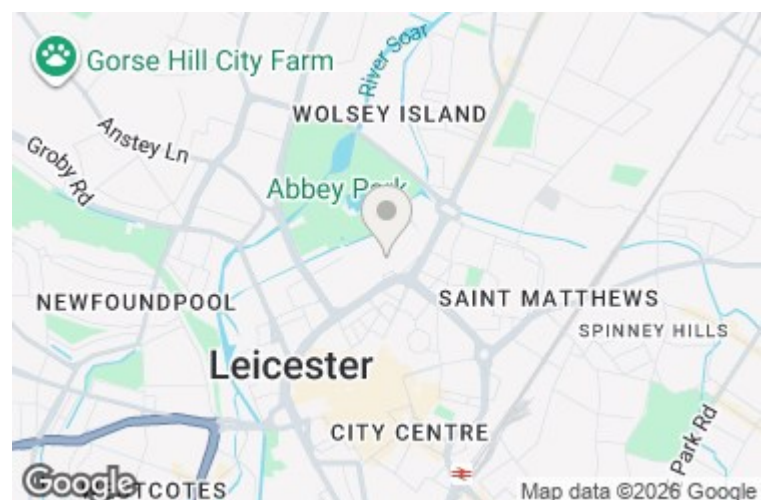 River Soar
Gorse Hill City Farm
WOLSEY ISLAND
Anstey Ln
Groby Rd
Abbey Park
NEWFOUNDPOOL
SAINT MATTHEWS
SPINNEY HILLS
Leicester
Park Rd
CITY CENTRE
Google
Map data ©2026 Google